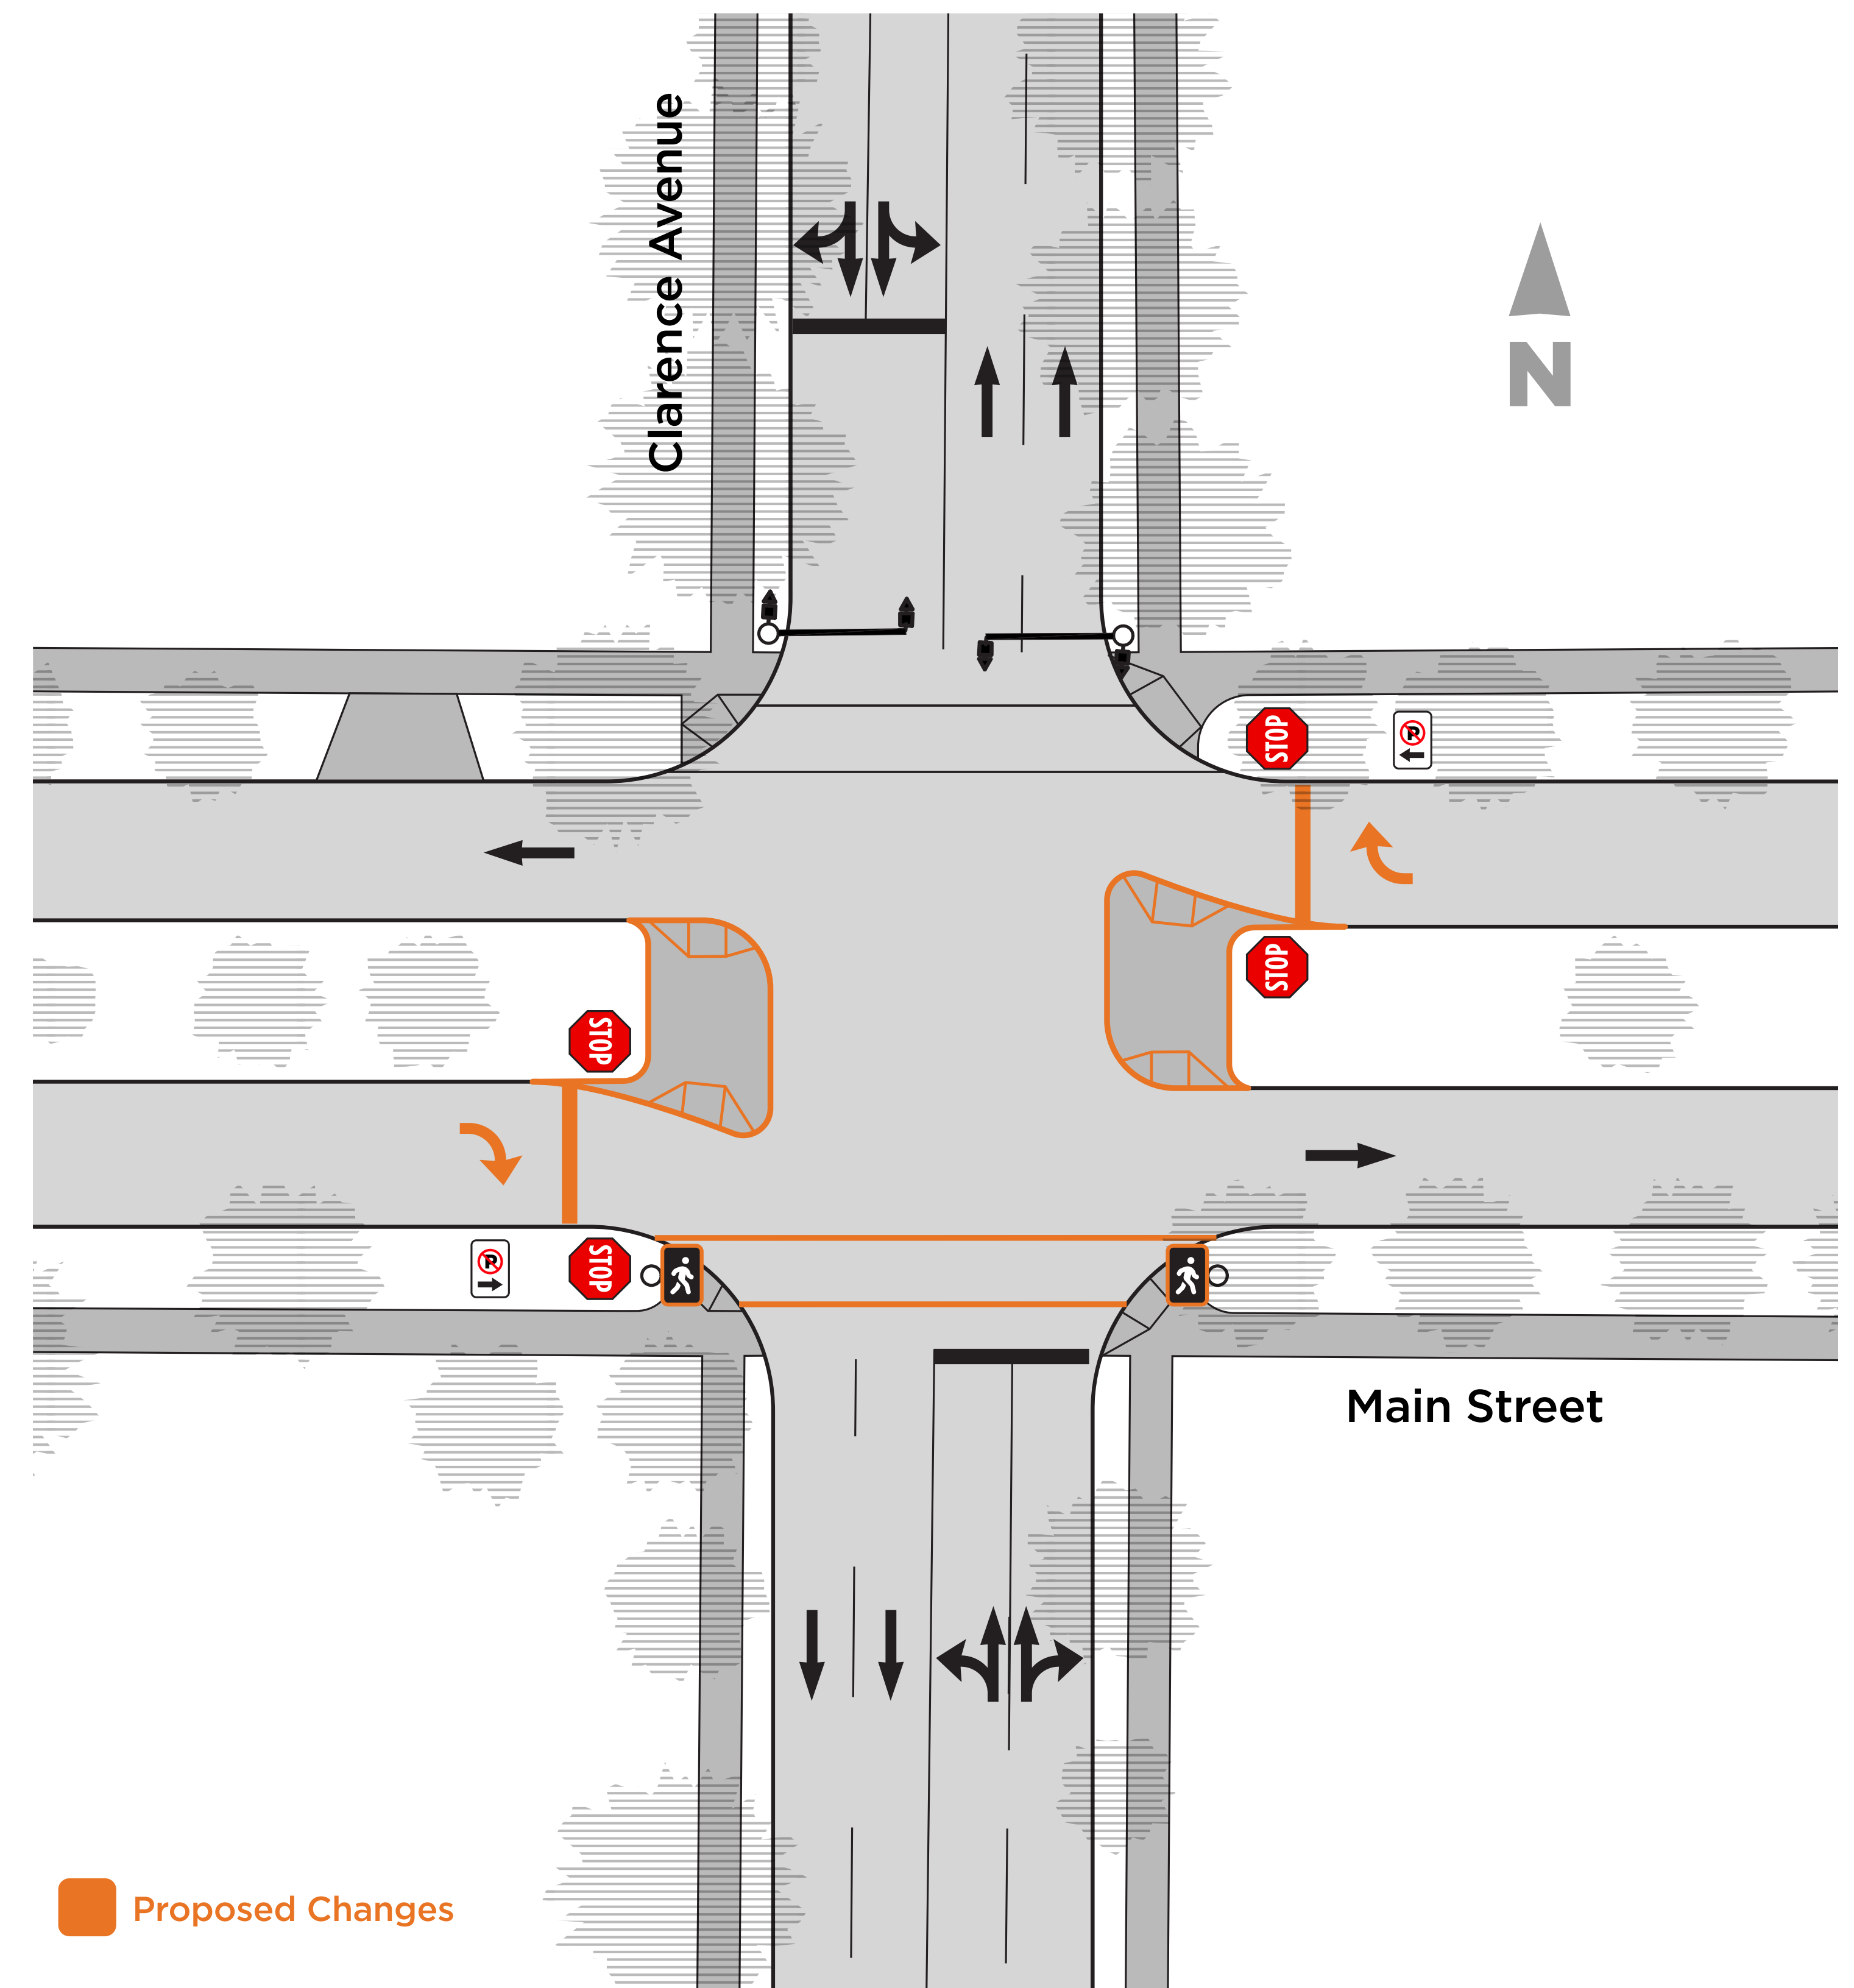 Clarence Avenue
N
STOP
P
STOP
STOP
P
STOP
Main Street
Proposed Changes